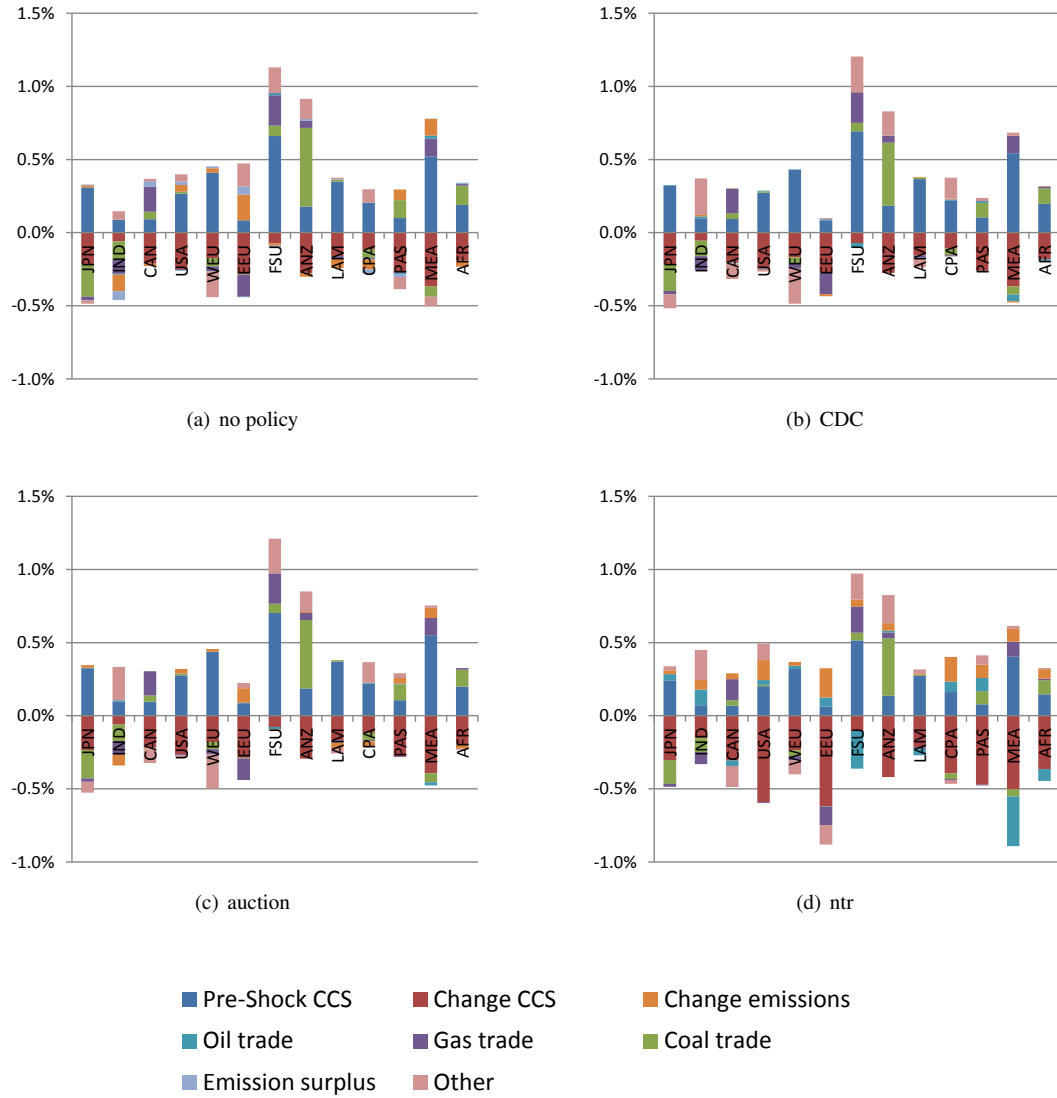 1.5%
1.0%
0.5%
0.0%
-0.5%
-1.0%
JPN
IND
CAN
USA
WEU
EEU
FSU
ANZ
LAM
CPA
PAS
MEA
AFR
(a) no policy
1.5%
1.0%
0.5%
0.0%
-0.5%
-1.0%
JPN
IND
CAN
USA
WEU
EEU
FSU
ANZ
LAM
CPA
PAS
MEA
AFR
(b) CDC
1.5%
1.0%
0.5%
0.0%
-0.5%
-1.0%
JPN
IND
CAN
USA
WEU
EEU
FSU
ANZ
LAM
CPA
PAS
MEA
AFR
(c) auction
1.5%
1.0%
0.5%
0.0%
-0.5%
-1.0%
JPN
IND
CAN
USA
WEU
EEU
FSU
ANZ
LAM
CPA
PAS
MEA
AFR
(d) ntr
Pre-Shock CCS Change CCS Change emissions
Oil trade Gas trade Coal trade
Emission surplus Other